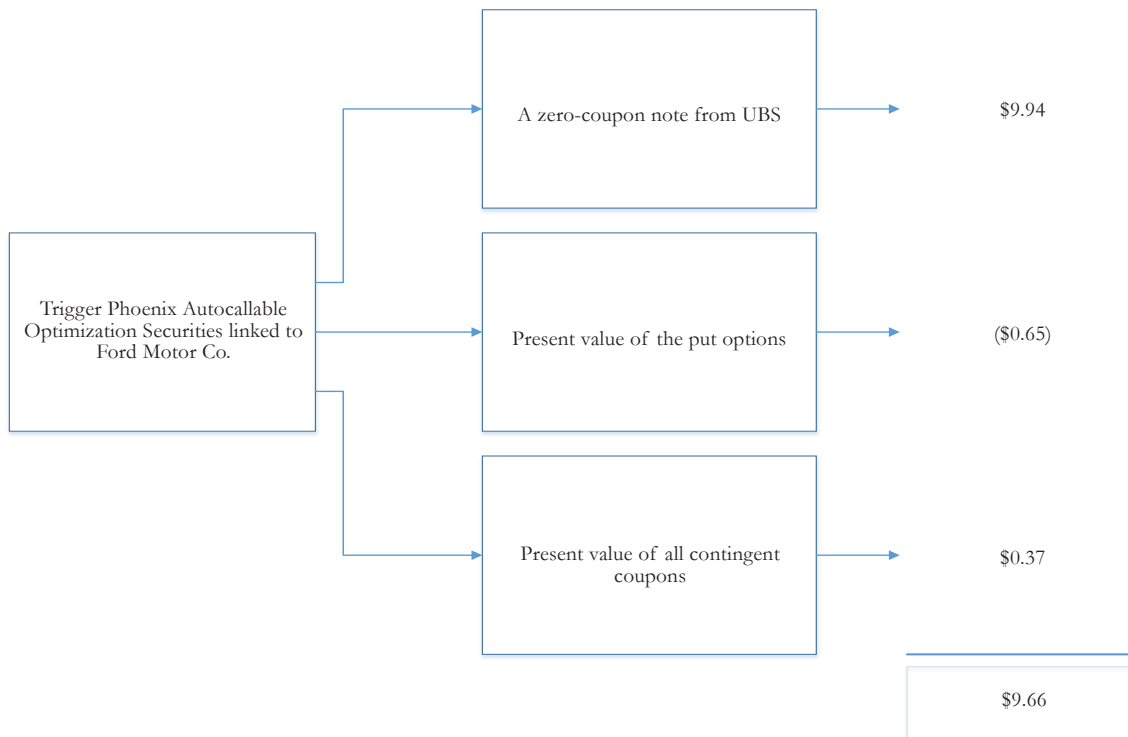 A zero-coupon note from UBS
$9.94
Trigger Phoenix Autocallable
Optimization Securities linked to
Ford Motor Co.
Present value of the put options
($0.65)
Present value of all contingent
coupons
$0.37
$9.66